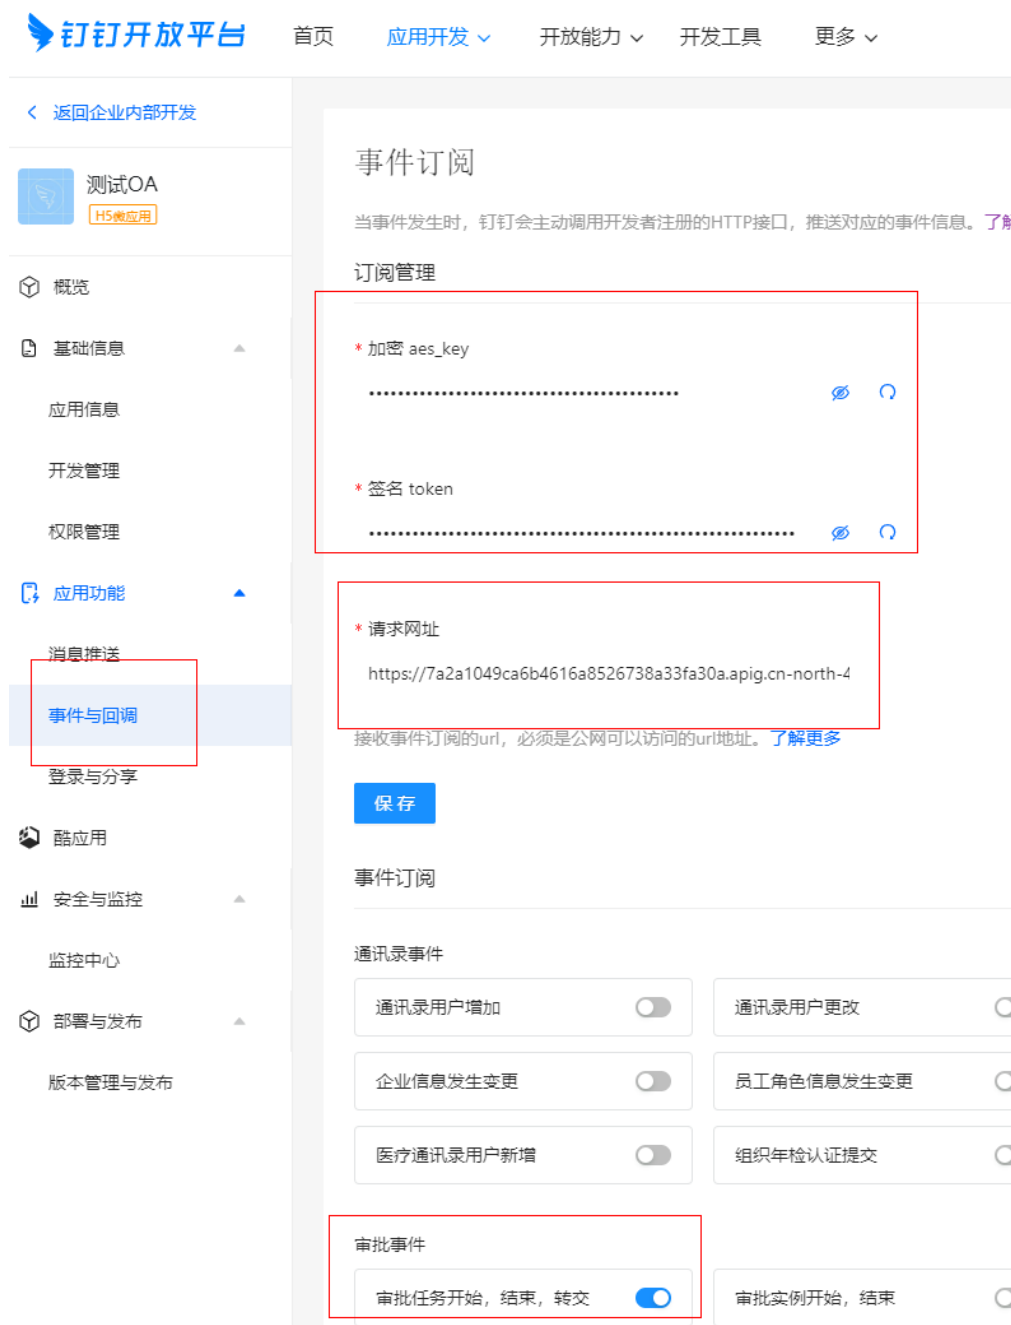 钉钉开放平台 首页 应用开发 开放能力 开发工具 更多
返回企业内部开发
测试OA
H5微应用
概览
基础信息
应用信息
开发管理
权限管理
应用功能
消息推送
事件与回调
登录与分享
酷应用
安全与监控
监控中心
部署与发布
版本管理与发布
事件订阅
当事件发生时，钉钉会主动调用开发者注册的HTTP接口，推送对应的事件信息。了解
订阅管理
* 加密 aes_key
••••••••••••••••••••••••••••••••••••••••••• 
* 签名 token
•••••••••••••••••••••••••••••••••••••••••••••••••••••••••••
* 请求网址
https://7a2a1049ca6b4616a8526738a33fa30a.apig.cn-north-4
接收事件订阅的url，必须是公网可以访问的url地址。了解更多
保存
事件订阅
通讯录事件
通讯录用户增加 通讯录用户更改
企业信息发生变更 员工角色信息发生变更
医疗通讯录用户新增 组织年检认证提交
审批事件
审批任务开始，结束，转交 审批实例开始，结束